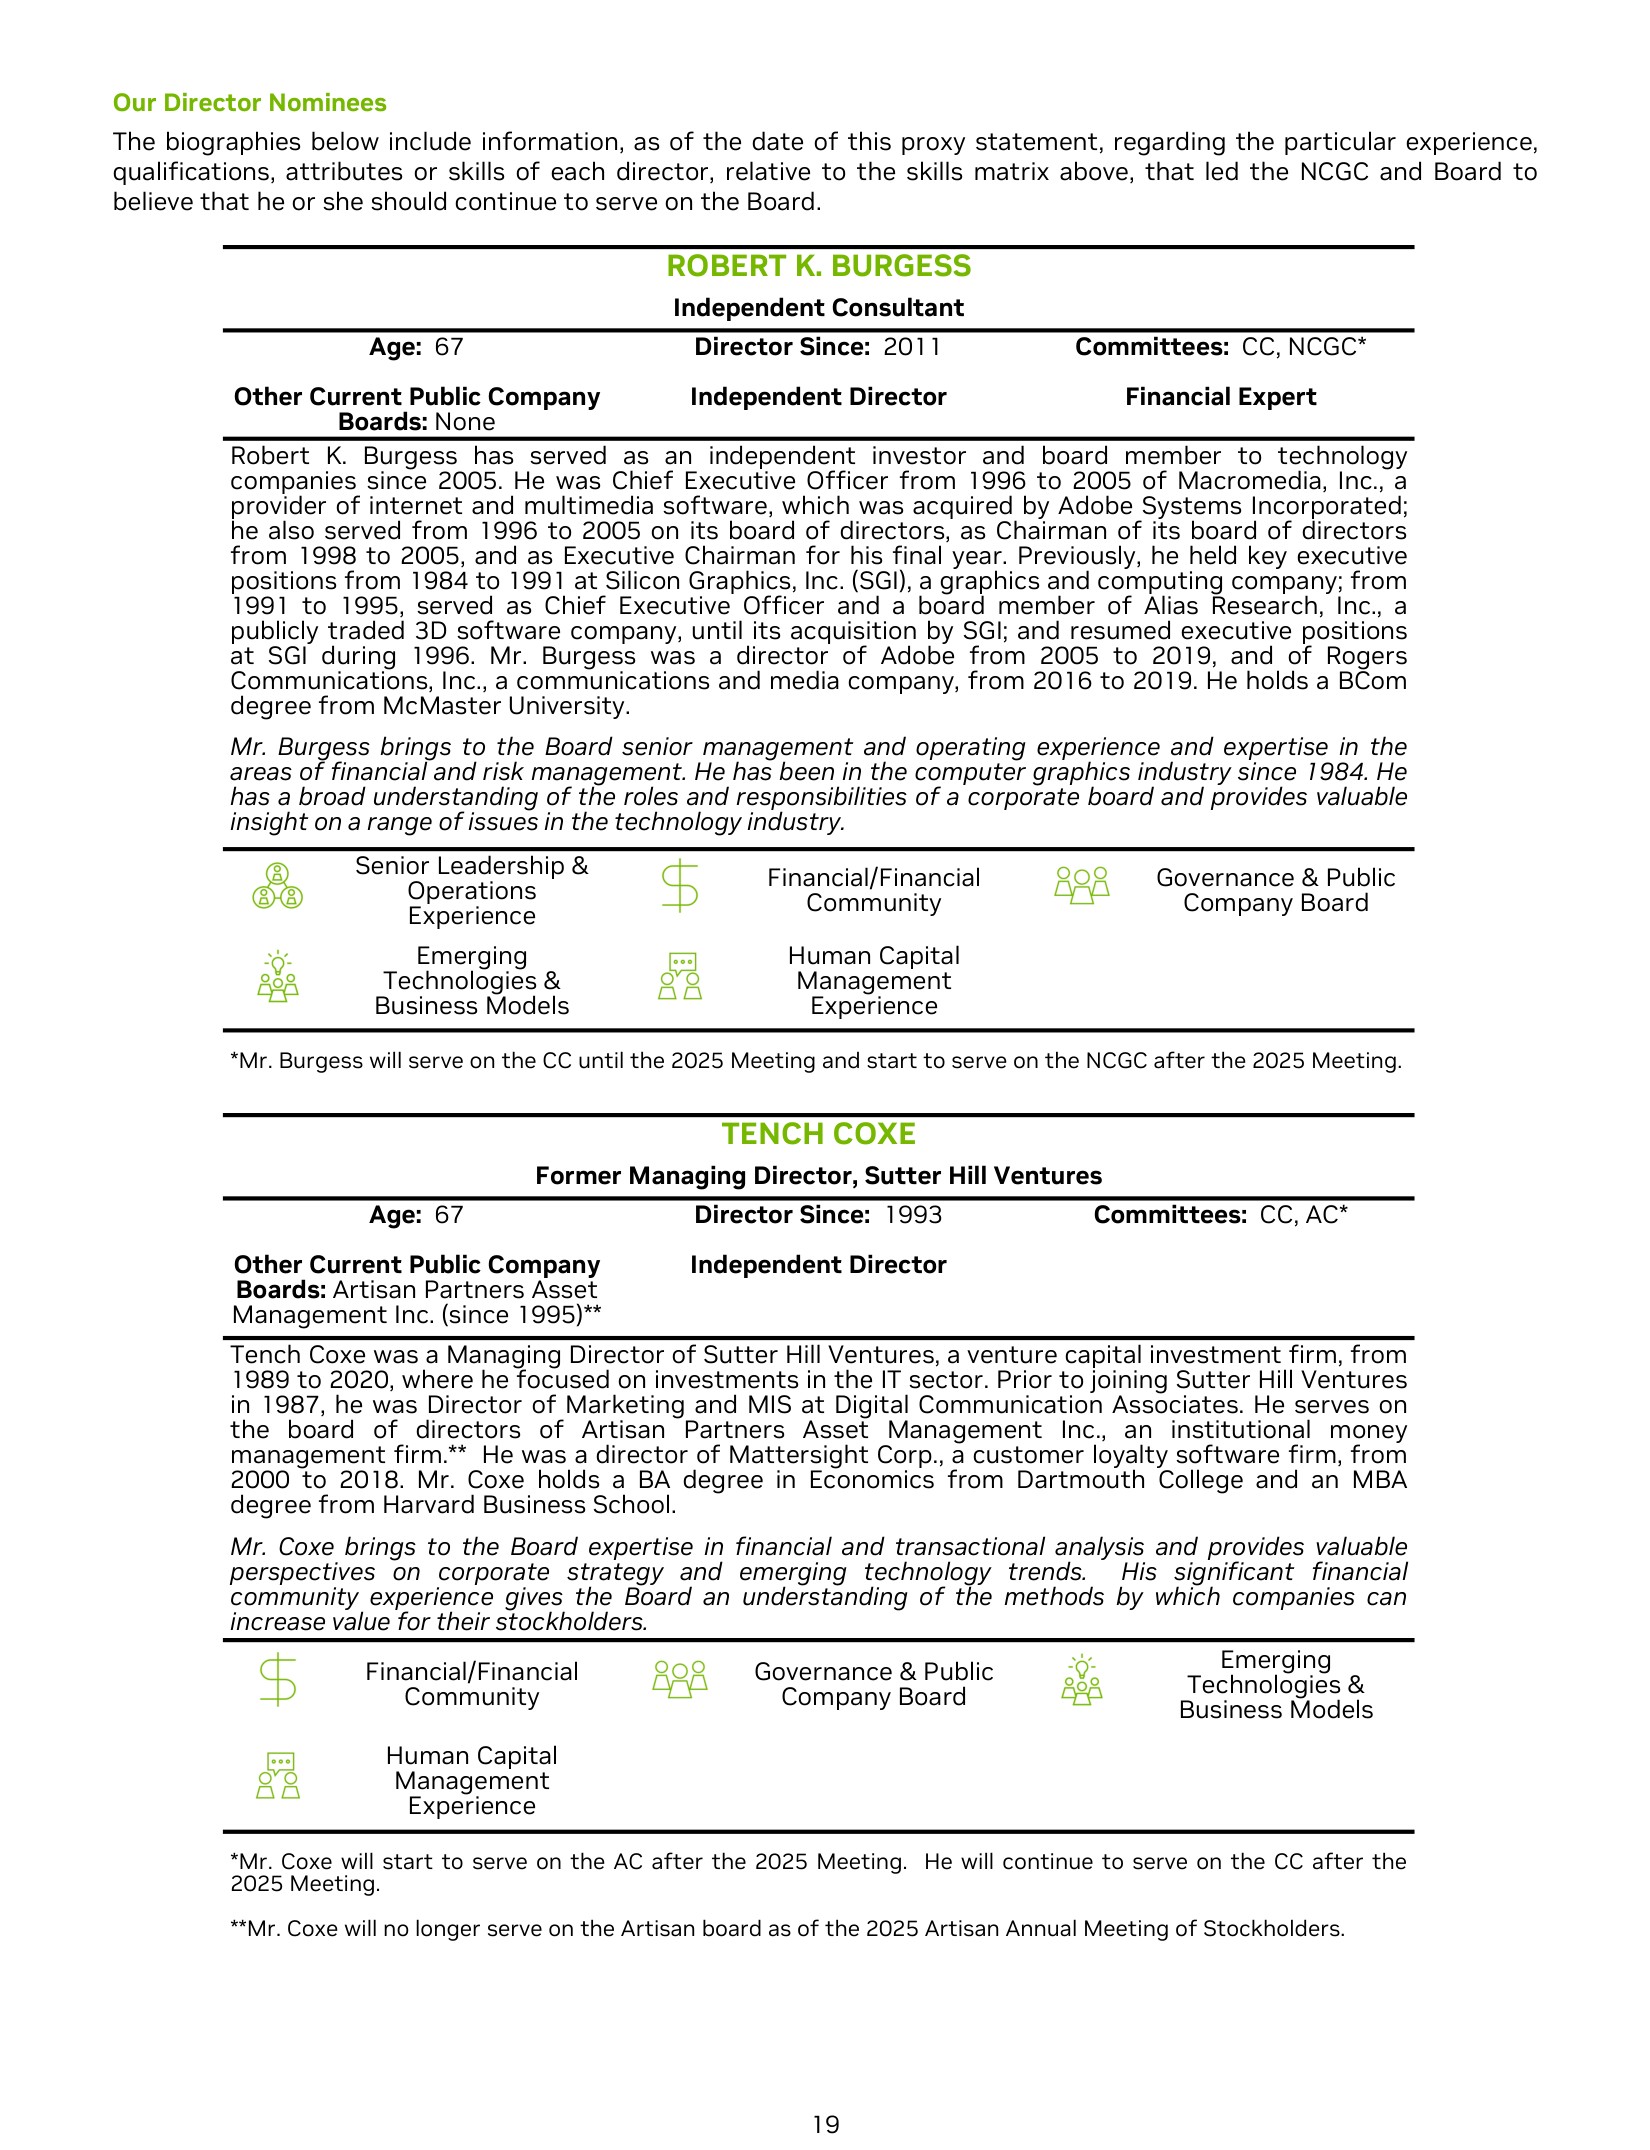 Our Director Nominees
The biographies below include information, as of the date of this proxy statement, regarding the particular experience,
qualifications, attributes or skills of each director, relative to the skills matrix above, that led the NCGC and Board to
believe that he or she should continue to serve on the Board.
ROBERT K. BURGESS
Independent Consultant
Age: 67 Director Since: 2011 Committees: CC, NCGC*
Other Current Public Company Independent Director Financial Expert
Boards: None
Robert K. Burgess has served as an independent investor and board member to technology
companies since 2005. He was Chief Executive Officer from 1996 to 2005 of Macromedia, Inc., a
provider of internet and multimedia software, which was acquired by Adobe Systems Incorporated;
he also served from 1996 to 2005 on its board of directors, as Chairman of its board of directors
from 1998 to 2005, and as Executive Chairman for his final year. Previously, he held key executive
positions from 1984 to 1991 at Silicon Graphics, Inc. (SGI), a graphics and computing company; from
1991 to 1995, served as Chief Executive Officer and a board member of Alias Research, Inc., a
publicly traded 3D software company, until its acquisition by SGI; and resumed executive positions
at SGI during 1996. Mr. Burgess was a director of Adobe from 2005 to 2019, and of Rogers
Communications, Inc., a communications and media company, from 2016 to 2019. He holds a BCom
degree from McMaster University.
Mr. Burgess brings to the Board senior management and operating experience and expertise in the
areas of financial and risk management. He has been in the computer graphics industry since 1984. He
has a broad understanding of the roles and responsibilities of a corporate board and provides valuable
insight on a range of issues in the technology industry.
Senior Leadership &
Operations
Experience
Financial/Financial
Community
Governance & Public
Company Board
Emerging
Technologies &
Business Models
Human Capital
Management
Experience
*Mr. Burgess will serve on the CC until the 2025 Meeting and start to serve on the NCGC after the 2025 Meeting.
TENCH COXE
Former Managing Director, Sutter Hill Ventures
Age: 67 Director Since: 1993 Committees: CC, AC*
Other Current Public Company Independent Director
Boards: Artisan Partners Asset
Management Inc. (since 1995)**
Tench Coxe was a Managing Director of Sutter Hill Ventures, a venture capital investment firm, from
1989 to 2020, where he focused on investments in the IT sector. Prior to joining Sutter Hill Ventures
in 1987, he was Director of Marketing and MIS at Digital Communication Associates. He serves on
the board of directors of Artisan Partners Asset Management Inc., an institutional money
management firm.** He was a director of Mattersight Corp., a customer loyalty software firm, from
2000 to 2018. Mr. Coxe holds a BA degree in Economics from Dartmouth College and an MBA
degree from Harvard Business School.
Mr. Coxe brings to the Board expertise in financial and transactional analysis and provides valuable
perspectives on corporate strategy and emerging technology trends. His significant financial
community experience gives the Board an understanding of the methods by which companies can
increase value for their stockholders.
Financial/Financial
Community
Governance & Public
Company Board
Emerging
Technologies &
Business Models
Human Capital
Management
Experience
*Mr. Coxe will start to serve on the AC after the 2025 Meeting. He will continue to serve on the CC after the
2025 Meeting.
**Mr. Coxe will no longer serve on the Artisan board as of the 2025 Artisan Annual Meeting of Stockholders.
19